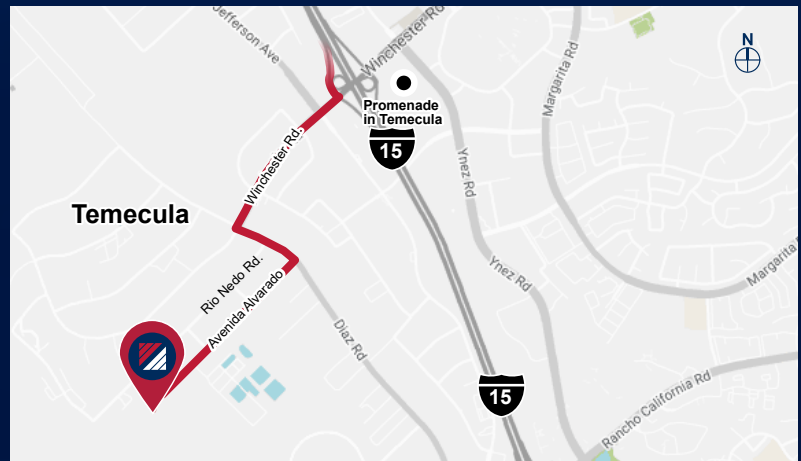 Jefferson Ave
Winchester Rd
Margarita Rd
N
Promenade
in Temecula
15
Winchester Rd.
Ynez Rd
Temecula
Rio Nedo Rd.
Avenida Alvarado
Ynez Rd
Margarita Rd
Diaz Rd
15
Rancho California Rd